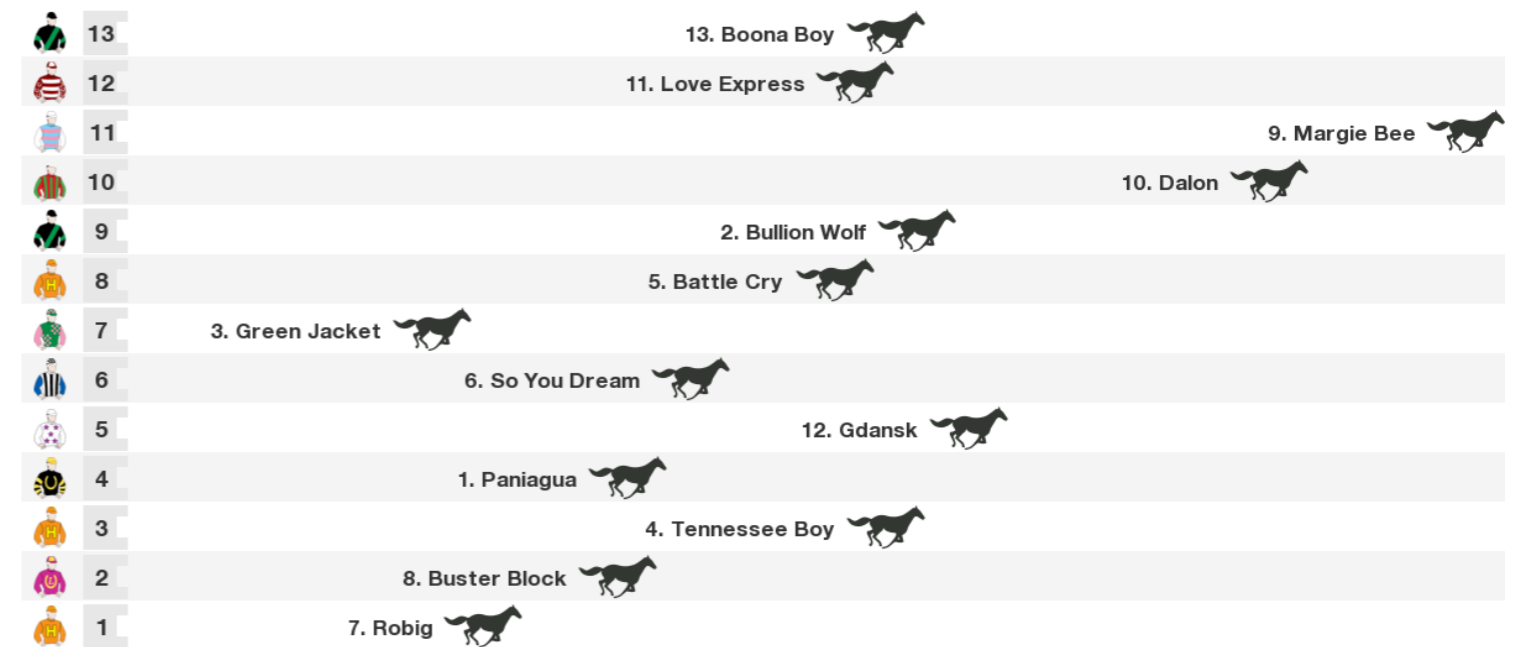 13 13. Boona Boy
12 11. Love Express
11 9. Margie Bee
10 10. Dalon
9 2. Bullion Wolf
8 5. Battle Cry
7 3. Green Jacket
6 6. So You Dream
5 12. Gdansk
4 1. Paniagua
3 4. Tennessee Boy
2 8. Buster Block
1 7. Robig